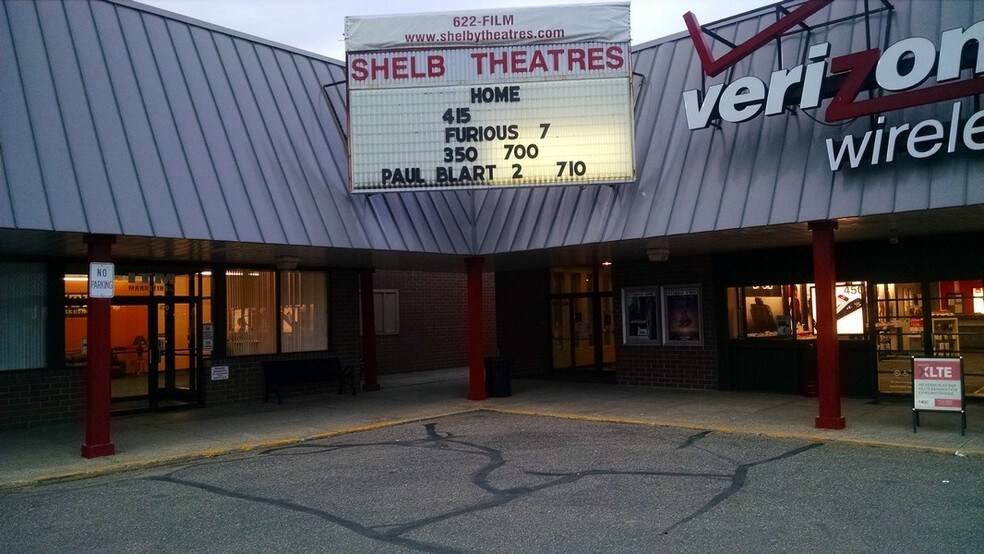 622-FILM
www.shelbytheatres.com
SHELB THEATRES
HOME
415
FURIOUS 7
350 700
PAUL BLART 2 710
verizon
wirele
NO
PARKING
XLTE